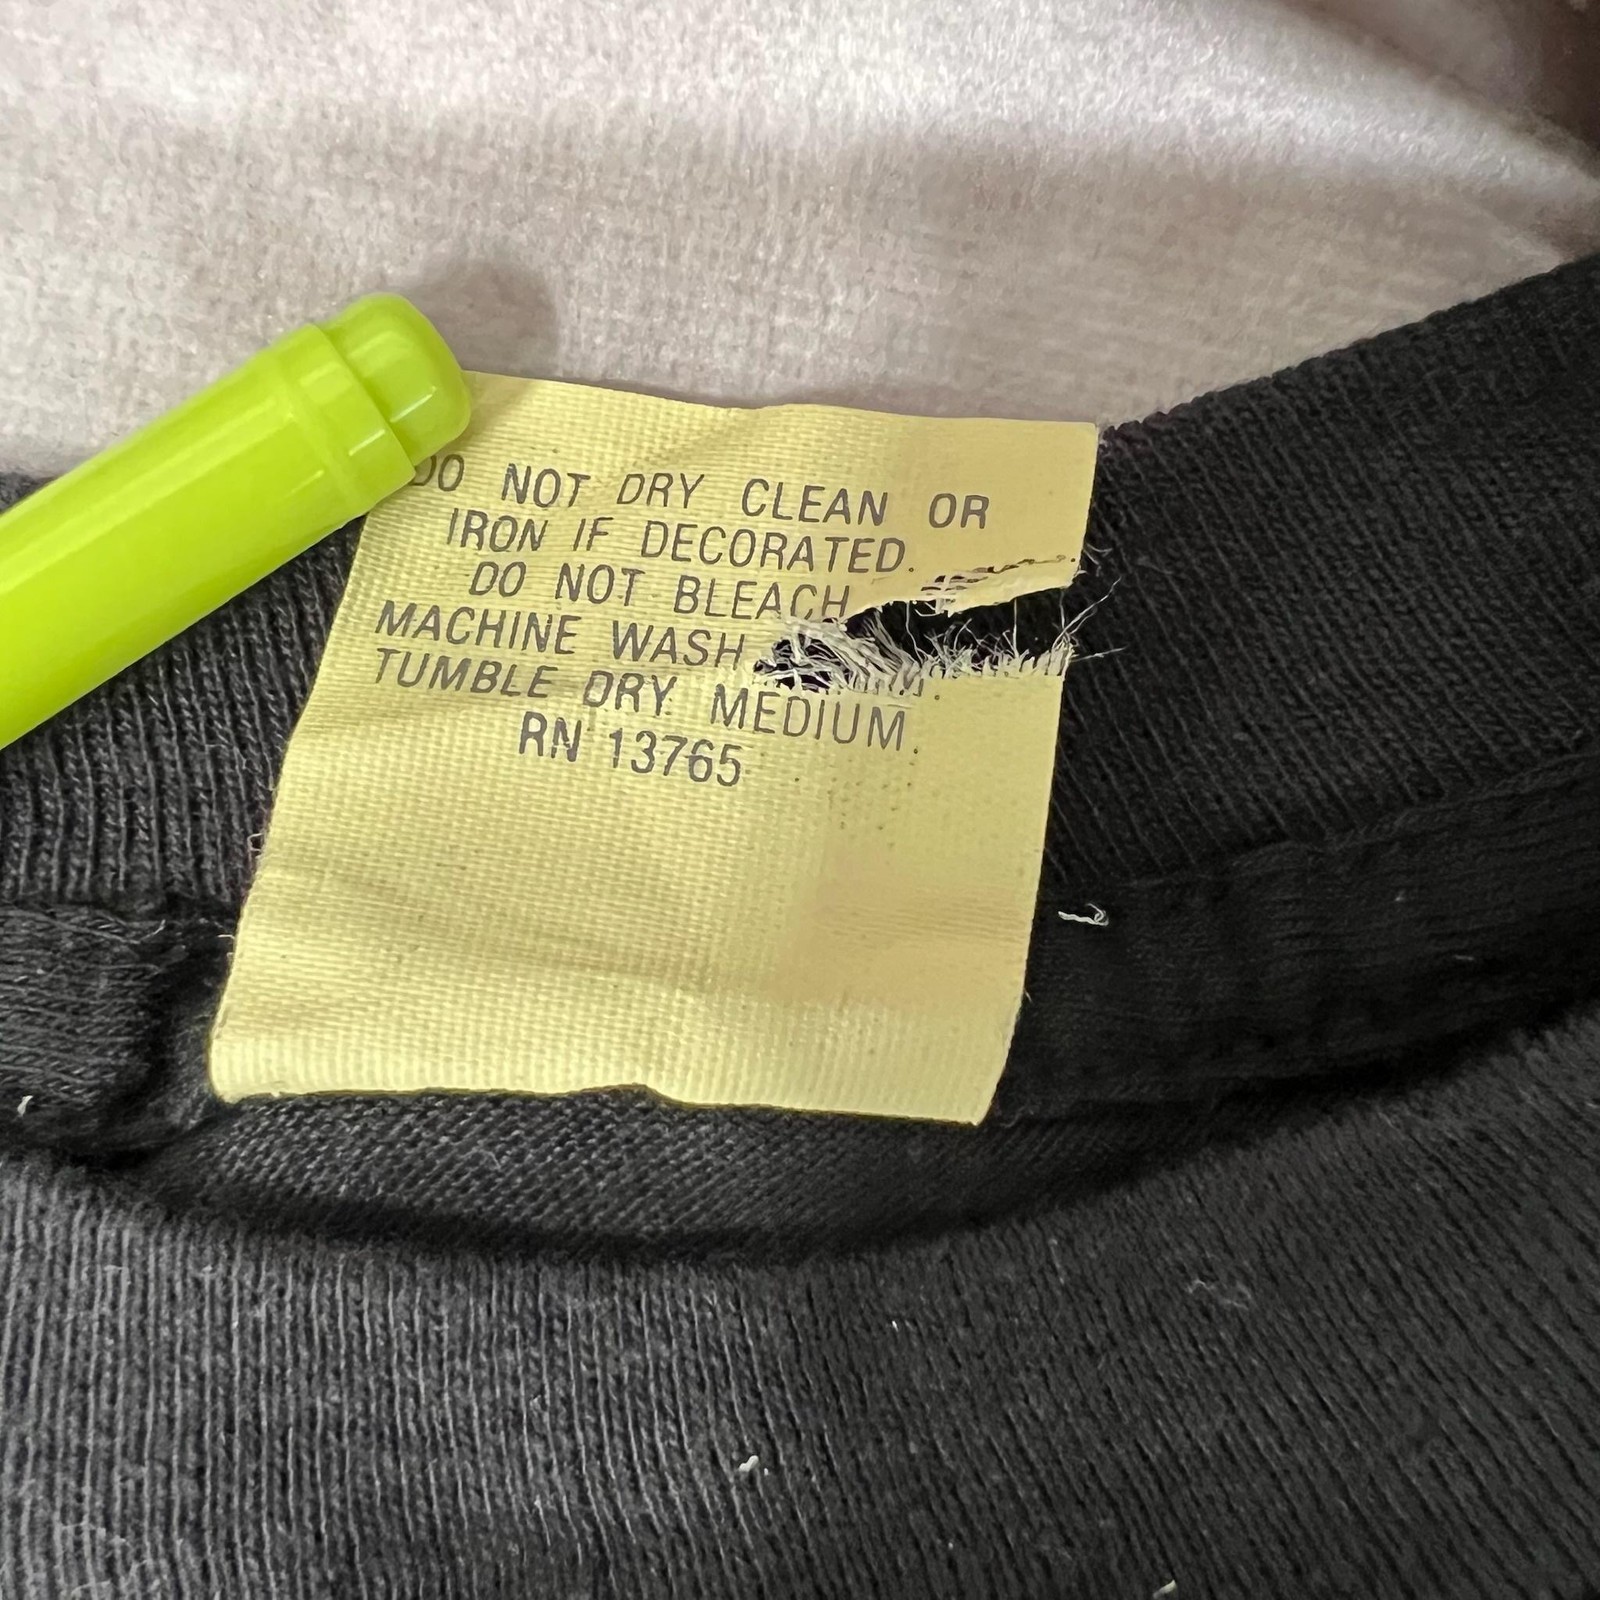 DO NOT DRY CLEAN OR
IRON IF DECORATED.
DO NOT BLEACH
MACHINE WASH
TUMBLE DRY MEDIUM.
RN 13765